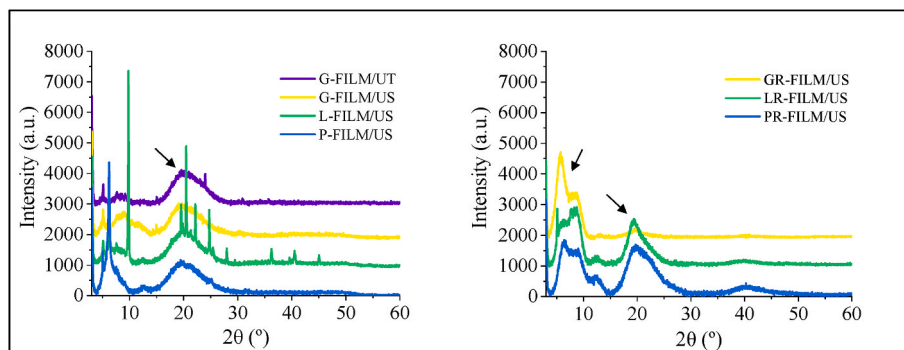 8000
7000
6000
5000
4000
3000
2000
1000
0
Intensity (a.u.)
G-FILM/UT
G-FILM/US
L-FILM/US
P-FILM/US
10 20 30 40 50 60
2θ (º)
8000
7000
6000
5000
4000
3000
2000
1000
0
Intensity (a.u.)
GR-FILM/US
LR-FILM/US
PR-FILM/US
10 20 30 40 50 60
2θ (º)